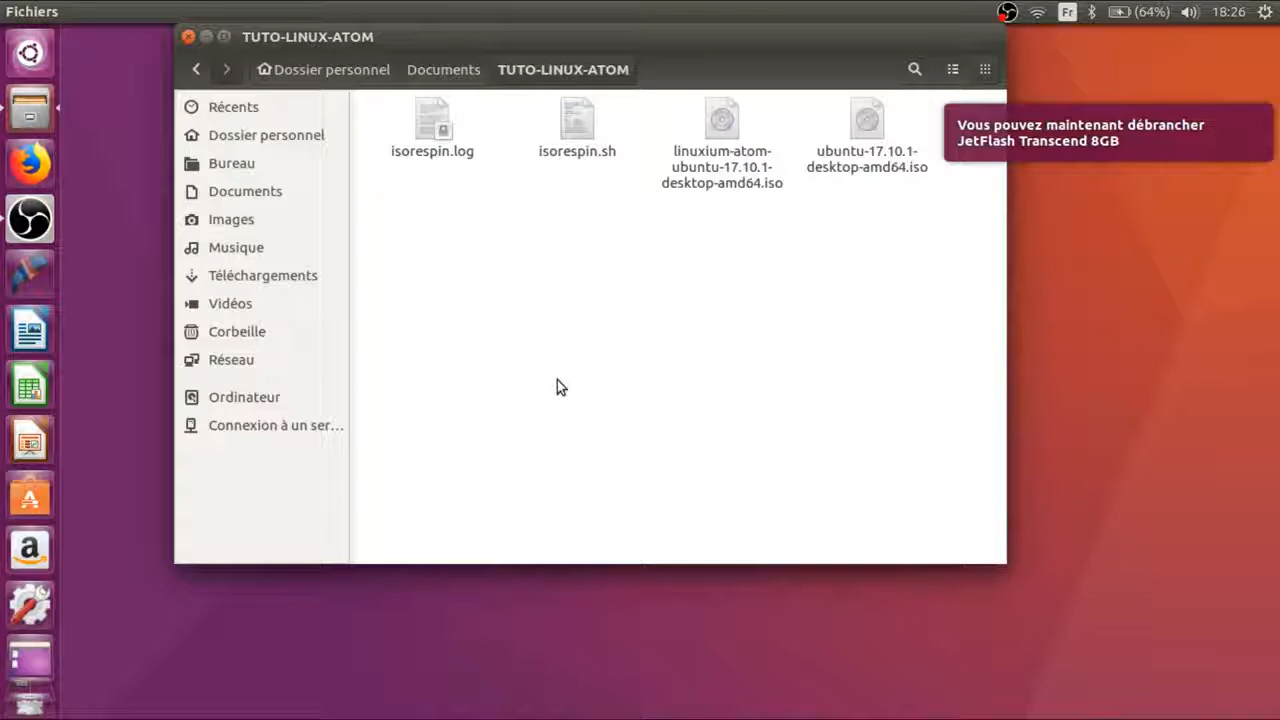 Fichiers
Fr
(64%)
18:26
TUTO-LINUX-ATOM
Dossier personnel
Documents
TUTO-LINUX-ATOM
Récents
Dossier personnel
Bureau
Documents
Images
Musique
Téléchargements
Vidéos
Corbeille
Réseau
Ordinateur
Connexion à un ser…
isorespin.log
isorespin.sh
linuxium-atom-
ubuntu-17.10.1-
desktop-amd64.iso
ubuntu-17.10.1-
desktop-amd64.iso
Vous pouvez maintenant débrancher
JetFlash Transcend 8GB